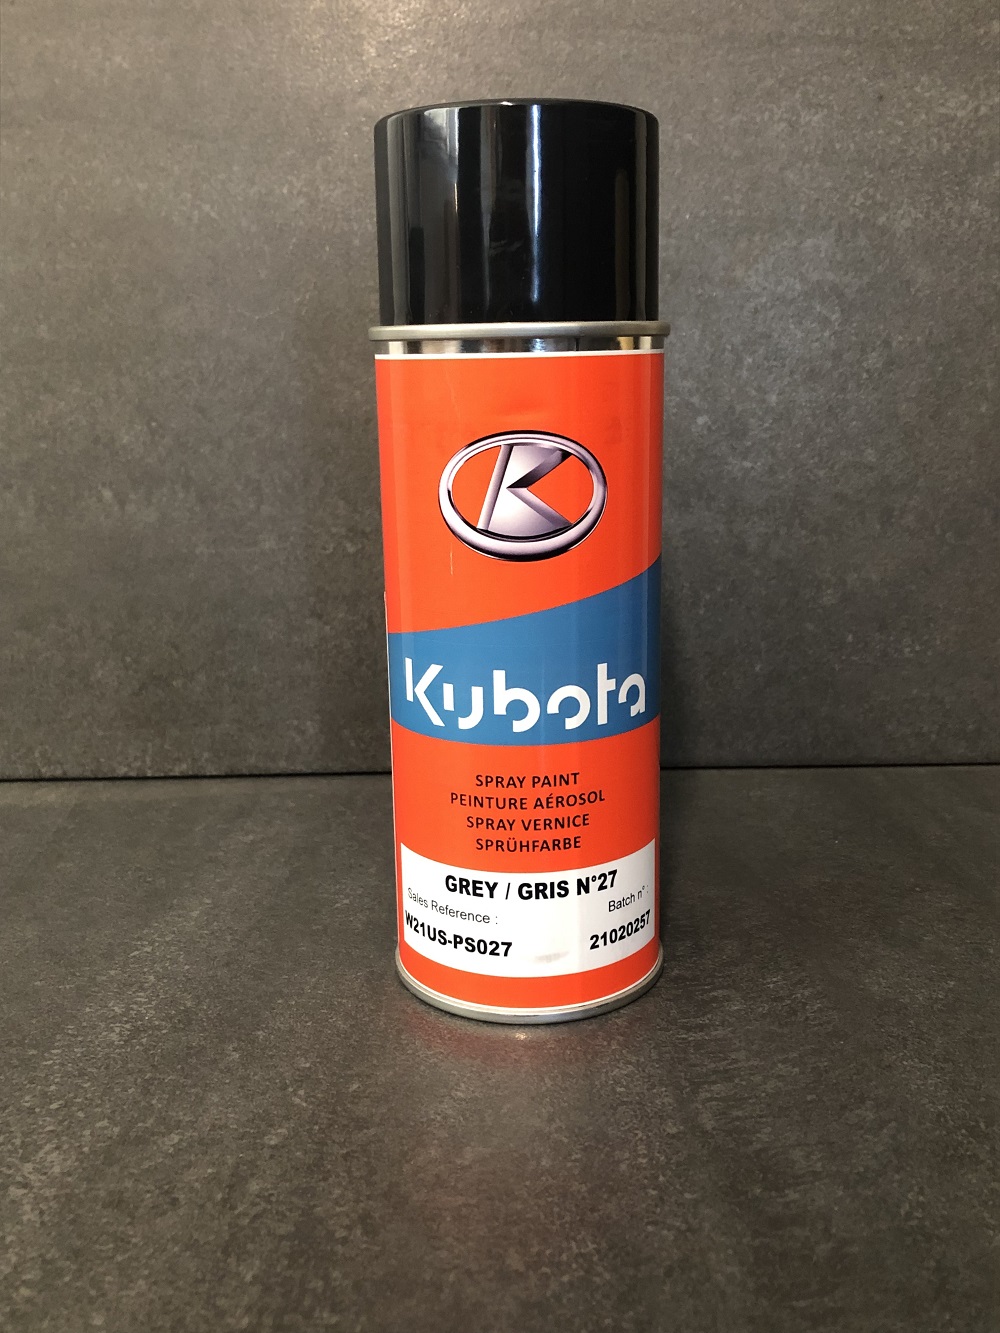 K
Kubota
SPRAY PAINT
PEINTURE AÉROSOL
SPRAY VERNICE
SPRÜHFARBE
GREY / GRIS N°27
Sales Reference : Batch n° :
W21US-PS027 21020257